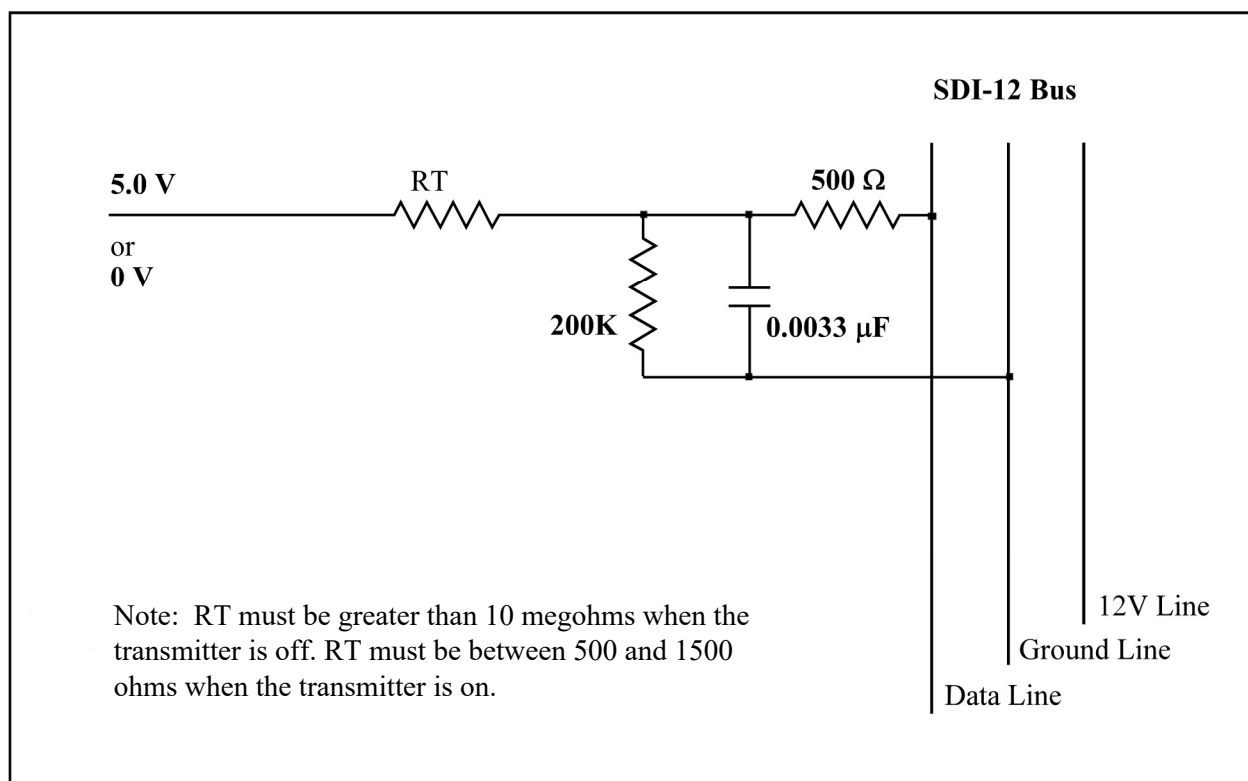 SDI-12 Bus
5.0 V
RT
500 Ω
or
0 V
200K
0.0033 μF
12V Line
Note:  RT must be greater than 10 megohms when the
transmitter is off. RT must be between 500 and 1500
ohms when the transmitter is on.
Ground Line
Data Line